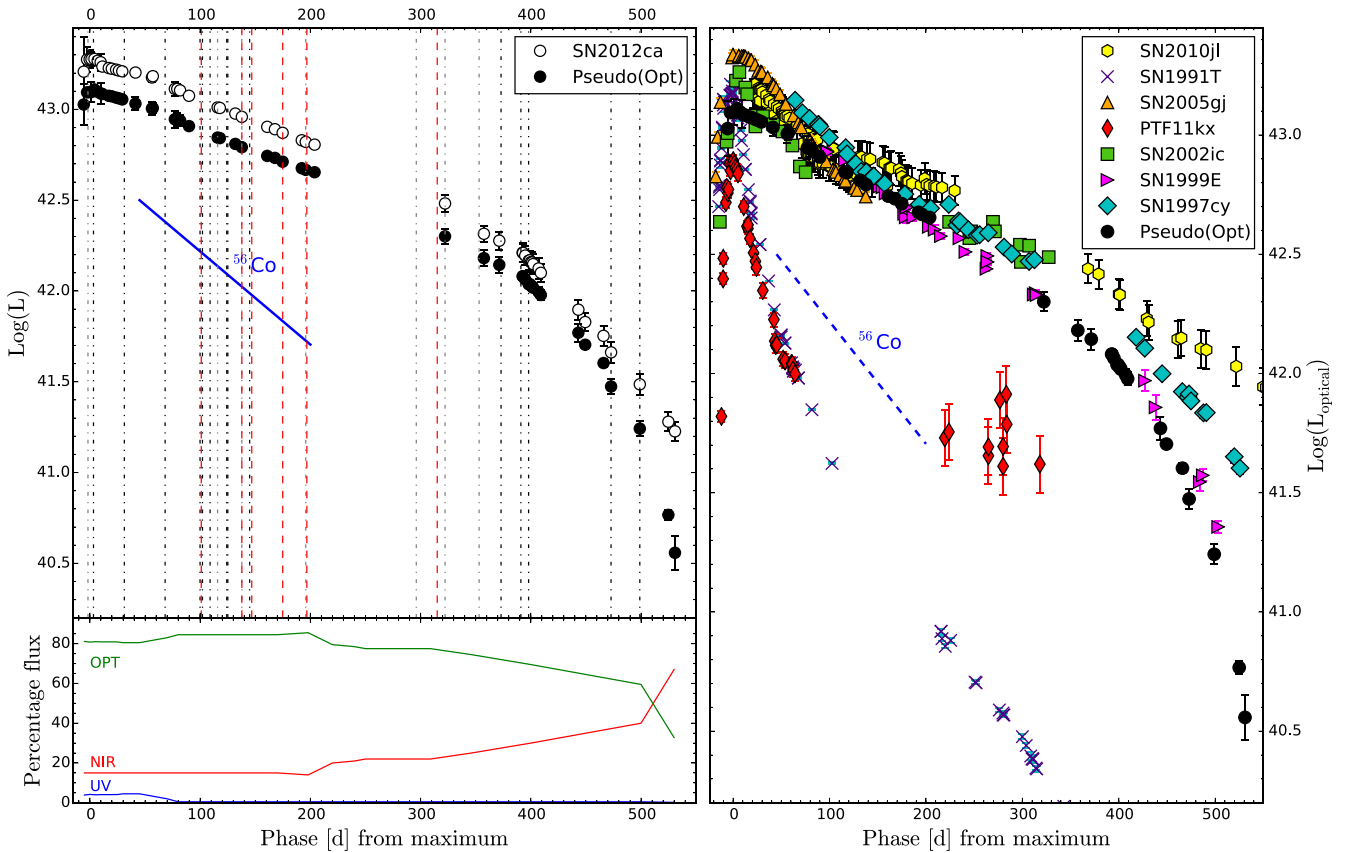 0 100 200 300 400 500
SN2012ca
Pseudo(Opt)
43.0
42.5
42.0
41.5
41.0
40.5
Log(L)
56Co
80
60
40
20
0
Percentage flux
OPT
NIR
UV
0 100 200 300 400 500
Phase [d] from maximum
SN2010jl
SN1991T
SN2005gj
PTF11kx
SN2002ic
SN1999E
SN1997cy
Pseudo(Opt)
56Co
43.0
42.5
42.0
41.5
41.0
40.5
Log(Loptical)
0 100 200 300 400 500
Phase [d] from maximum